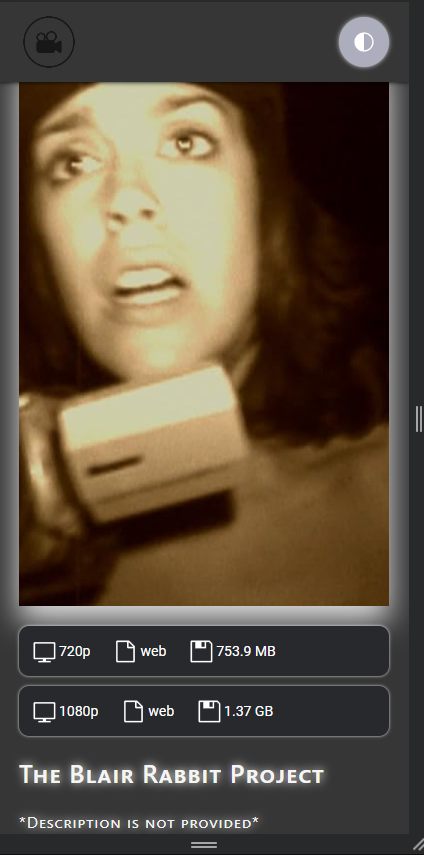 720p web 753.9 MB
1080p web 1.37 GB
The Blair Rabbit Project
*Description is not provided*